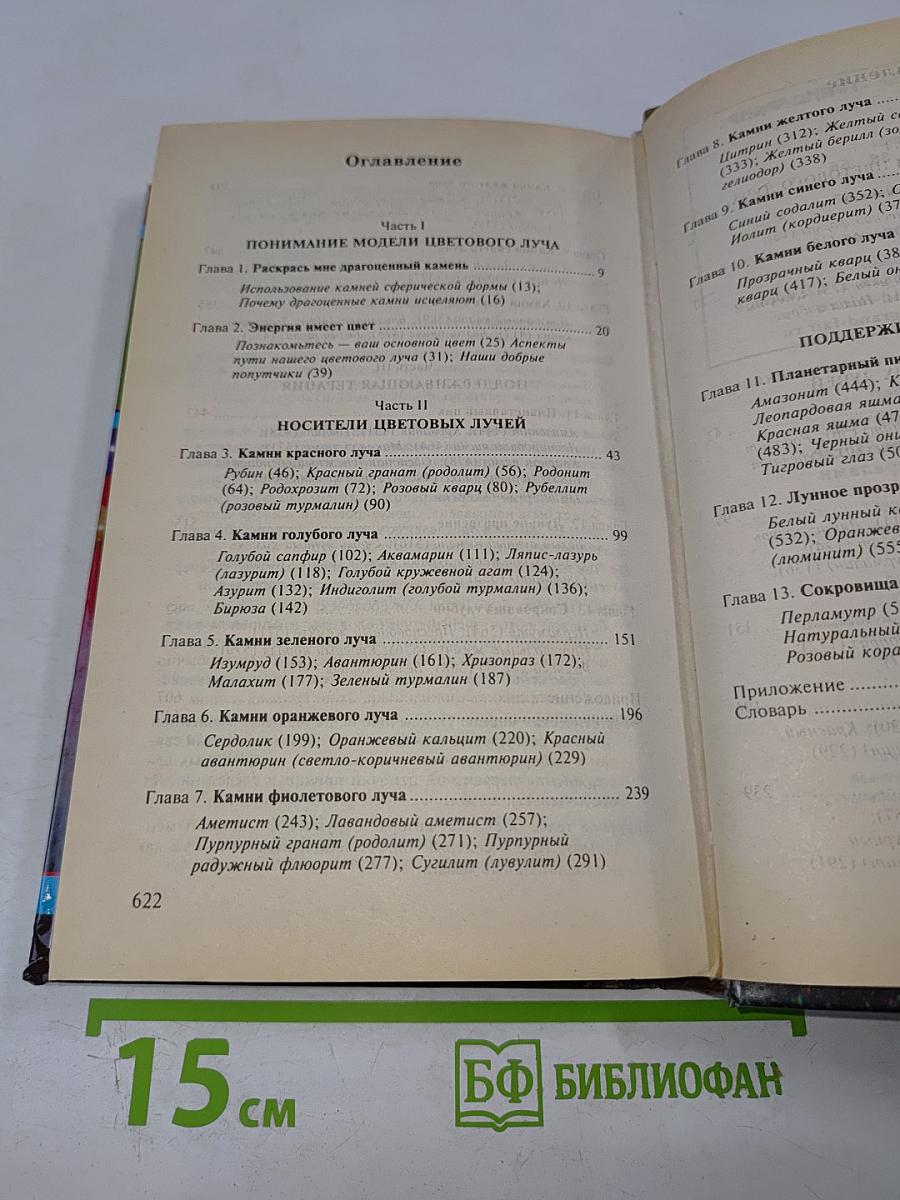 Оглавление
Часть I
ПОНИМАНИЕ МОДЕЛИ ЦВЕТОВОГО ЛУЧА
Глава 1. Раскрась мне драгоценный камень ........................ 9
Использование камней сферической формы (13);
Почему драгоценные камни исцеляют (16)
Глава 2. Энергия имеет цвет ........................ 20
Познакомьтесь — ваш основной цвет (25) Аспекты
пути нашего цветового луча (31); Наши добрые
попутчики (39)
Часть II
НОСИТЕЛИ ЦВЕТОВЫХ ЛУЧЕЙ
Глава 3. Камни красного луча ........................ 43
Рубин (46); Красный гранат (родолит) (56); Родонит
(64); Родохрозит (72); Розовый кварц (80); Рубеллит
(розовый турмалин) (90)
Глава 4. Камни голубого луча ........................ 99
Голубой сапфир (102); Аквамарин (111); Ляпис-лазурь
(лазурит) (118); Голубой кружевной агат (124);
Азурит (132); Индиголит (голубой турмалин) (136);
Бирюза (142)
Глава 5. Камни зеленого луча ........................ 151
Изумруд (153); Авантюрин (161); Хризопраз (172);
Малахит (177); Зеленый турмалин (187)
Глава 6. Камни оранжевого луча ........................ 196
Сердолик (199); Оранжевый кальцит (220); Красный
авантюрин (светло-коричневый авантюрин) (229)
Глава 7. Камни фиолетового луча ........................ 239
Аметист (243); Лавандовый аметист (257);
Пурпурный гранат (родолит) (271); Пурпурный
радужный флюорит (277); Сугилит (лувулит) (291)
622
Глава 8. Камни желтого луча ....
Цитрин (312); Желтый
(333); Желтый берилл
гелиодор) (338)
Глава 9. Камни синего луча ....
Синий содалит (352);
Иолит (кордиерит)
Глава 10. Камни белого луча
Прозрачный кварц
кварц (417); Белый
Глава 11. Планетарный
Амазонит (444);
Леопардовая яшма
Красная яшма
(483); Черный
Тигровый глаз
Глава 12. Лунное
Белый лунный
(532);
(люминит)
Глава 13. Сокровища
Перламутр
Натуральный
Розовый
Приложение ......
Словарь ..........
15 см
БФ БИБЛИОФАН